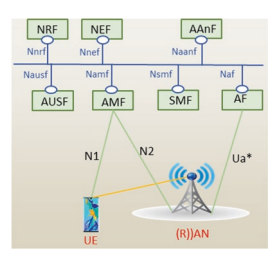 NRF NEF AAnF
Nnrf Nnef Naanf
Nausf Namf Nsmf Naf
AUSF AMF SMF AF
N1 N2 Ua*
UE (R))AN